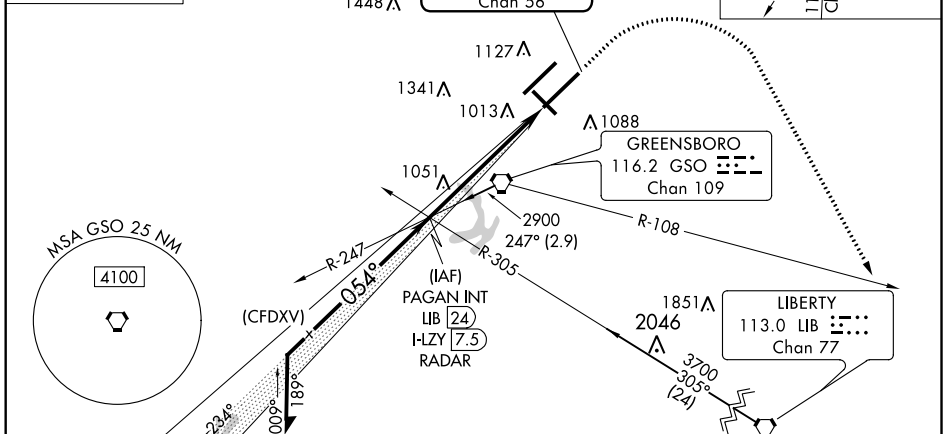 1448
Chan 56
1127
1341
1013
1088
GREENSBORO
116.2 GSO
Chan 109
1051
2900
247° (2.9)
R-108
MSA GSO 25 NM
4100
R-247
054°
R-305
(IAF)
PAGAN INT
LIB 24
I-LZY 7.5
RADAR
(CFDXV)
1851
2046
LIBERTY
113.0 LIB
Chan 77
3700
305°
(24)
009°
189°
234°